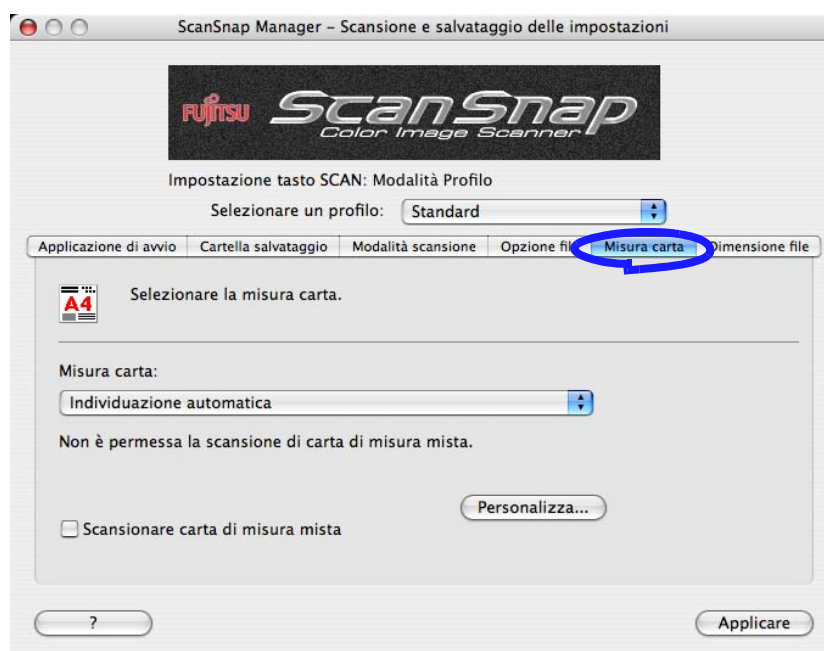 ScanSnap Manager – Scansione e salvataggio delle impostazioni
FUJITSU ScanSnap
Color Image Scanner
Impostazione tasto SCAN: Modalità Profilo
Selezionare un profilo: Standard
Applicazione di avvio Cartella salvataggio Modalità scansione Opzione Misura carta Dimensione file
A4 Selezionare la misura carta.
Misura carta:
Individuazione automatica
Non è permessa la scansione di carta di misura mista.
Personalizza...
Scansionare carta di misura mista
? Applicare